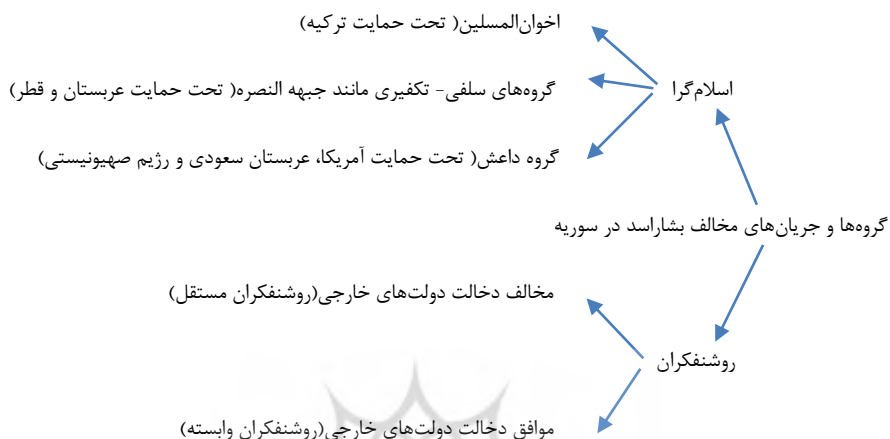 اخوان‌المسلین( تحت حمایت ترکیه)
اسلام‌گرا
گروه‌های سلفی- تکفیری مانند جبهه النصره( تحت حمایت عربستان و قطر)
گروه داعش( تحت حمایت آمریکا، عربستان سعودی و رژیم صهیونیستی)
گروه‌ها و جریان‌های مخالف بشاراسد در سوریه
مخالف دخالت دولت‌های خارجی(روشنفکران مستقل)
روشنفکران
موافق دخالت دولت‌های خارجی(روشنفکران وابسته)